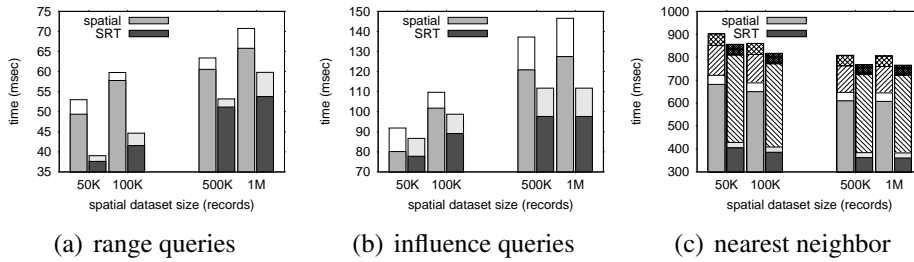 75
70
65
60
55
50
45
40
35
time (msec)
spatial
SRT
50K 100K 500K 1M
spatial dataset size (records)
(a) range queries
150
140
130
120
110
100
90
80
70
time (msec)
spatial
SRT
50K 100K 500K 1M
spatial dataset size (records)
(b) influence queries
1000
900
800
700
600
500
400
300
time (msec)
spatial
SRT
50K 100K 500K 1M
spatial dataset size (records)
(c) nearest neighbor